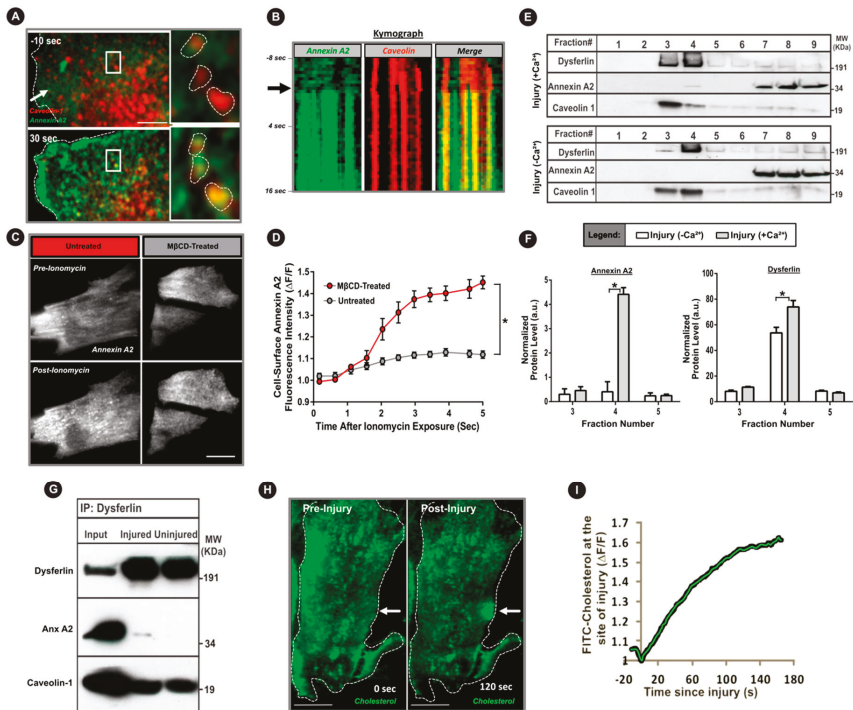 A
-10 sec
Caveolin-1
Annexin A2
30 sec
B
Kymograph
Annexin A2 Caveolin Merge
-8 sec
4 sec
16 sec
C
Untreated MβCD-Treated
Pre-Ionomycin
Annexin A2
Post-Ionomycin
D
Cell-Surface Annexin A2
Fluorescence Intensity (ΔF/F)
1.5
1.4
1.3
1.2
1.1
1.0
0.9
MβCD-Treated
Untreated
*
0 1 2 3 4 5
Time After Ionomycin Exposure (Sec)
E
Injury (+Ca²⁺)
Fraction# 1 2 3 4 5 6 7 8 9
MW
(KDa)
Dysferlin 191
Annexin A2 34
Caveolin 1 19
Injury (-Ca²⁺)
Fraction# 1 2 3 4 5 6 7 8 9
Dysferlin 191
Annexin A2 34
Caveolin 1 19
F
Legend: Injury (-Ca²⁺) Injury (+Ca²⁺)
Annexin A2
Normalized
Protein Level (a.u.)
5
4
3
2
1
0
*
3 4 5
Fraction Number
Dysferlin
Normalized
Protein Level (a.u.)
100
80
60
40
20
0
*
3 4 5
Fraction Number
G
IP: Dysferlin
Input Injured Uninjured
MW
(KDa)
Dysferlin 191
Anx A2 34
Caveolin-1 19
H
Pre-Injury Post-Injury
0 sec 120 sec
Cholesterol Cholesterol
I
FITC-Cholesterol at the
site of injury (ΔF/F)
1.7
1.6
1.5
1.4
1.3
1.2
1.1
1
-20 30 80 130 180
Time since injury (s)